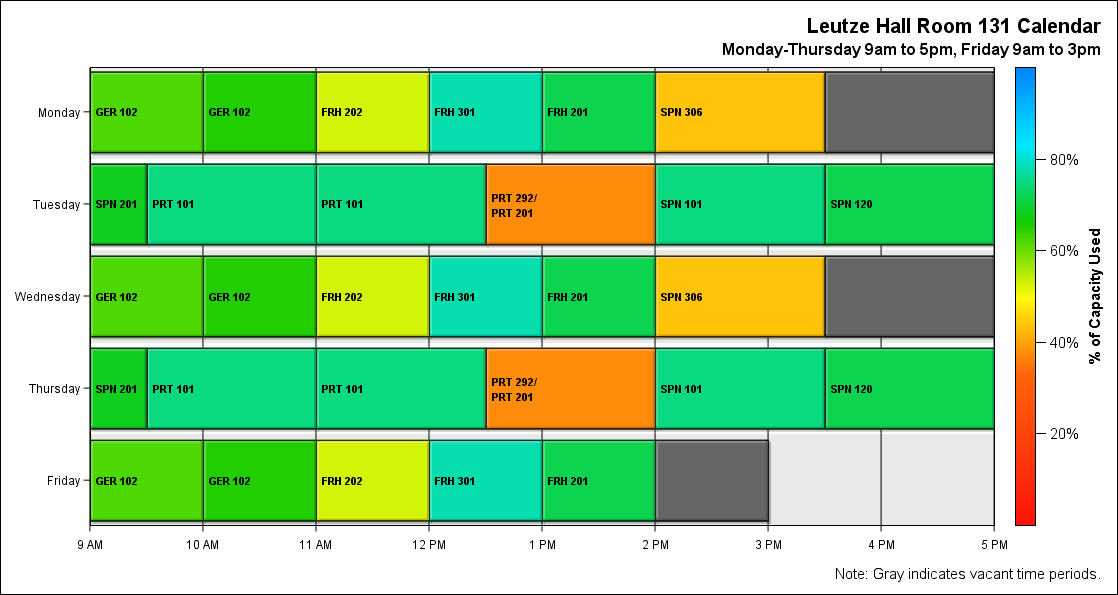 Leutze Hall Room 131 Calendar
Monday-Thursday 9am to 5pm, Friday 9am to 3pm
Monday
GER 102
GER 102
FRH 202
FRH 301
FRH 201
SPN 306
Tuesday
SPN 201
PRT 101
PRT 101
PRT 292/
PRT 201
SPN 101
SPN 120
Wednesday
GER 102
GER 102
FRH 202
FRH 301
FRH 201
SPN 306
Thursday
SPN 201
PRT 101
PRT 101
PRT 292/
PRT 201
SPN 101
SPN 120
Friday
GER 102
GER 102
FRH 202
FRH 301
FRH 201
9 AM
10 AM
11 AM
12 PM
1 PM
2 PM
3 PM
4 PM
5 PM
80%
60%
40%
20%
% of Capacity Used
Note: Gray indicates vacant time periods.